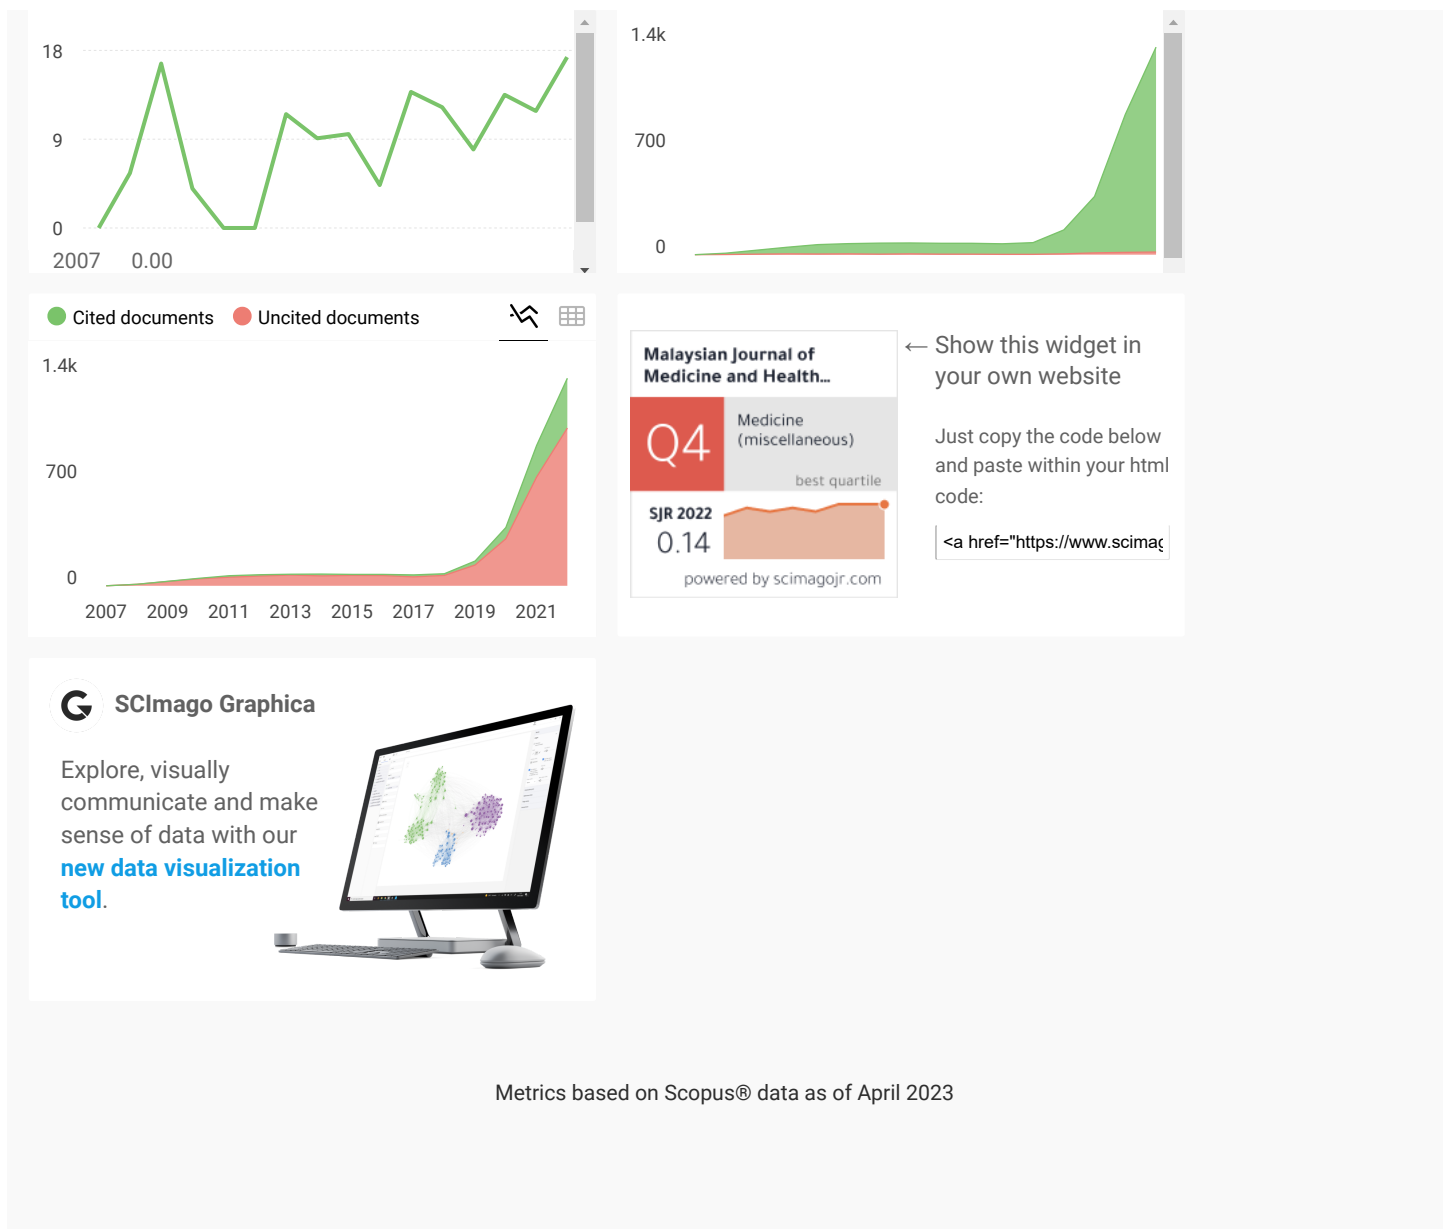 18
9
0
2007 0.00
1.4k
700
0
Cited documents Uncited documents
1.4k
700
0
2007 2009 2011 2013 2015 2017 2019 2021
Malaysian Journal of
Medicine and Health...
Q4
Medicine
(miscellaneous)
best quartile
SJR 2022
0.14
powered by scimagojr.com
← Show this widget in
your own website
Just copy the code below
and paste within your html
code:
<a href="https://www.scimag
SCImago Graphica
Explore, visually
communicate and make
sense of data with our
new data visualization
tool.
Metrics based on Scopus® data as of April 2023